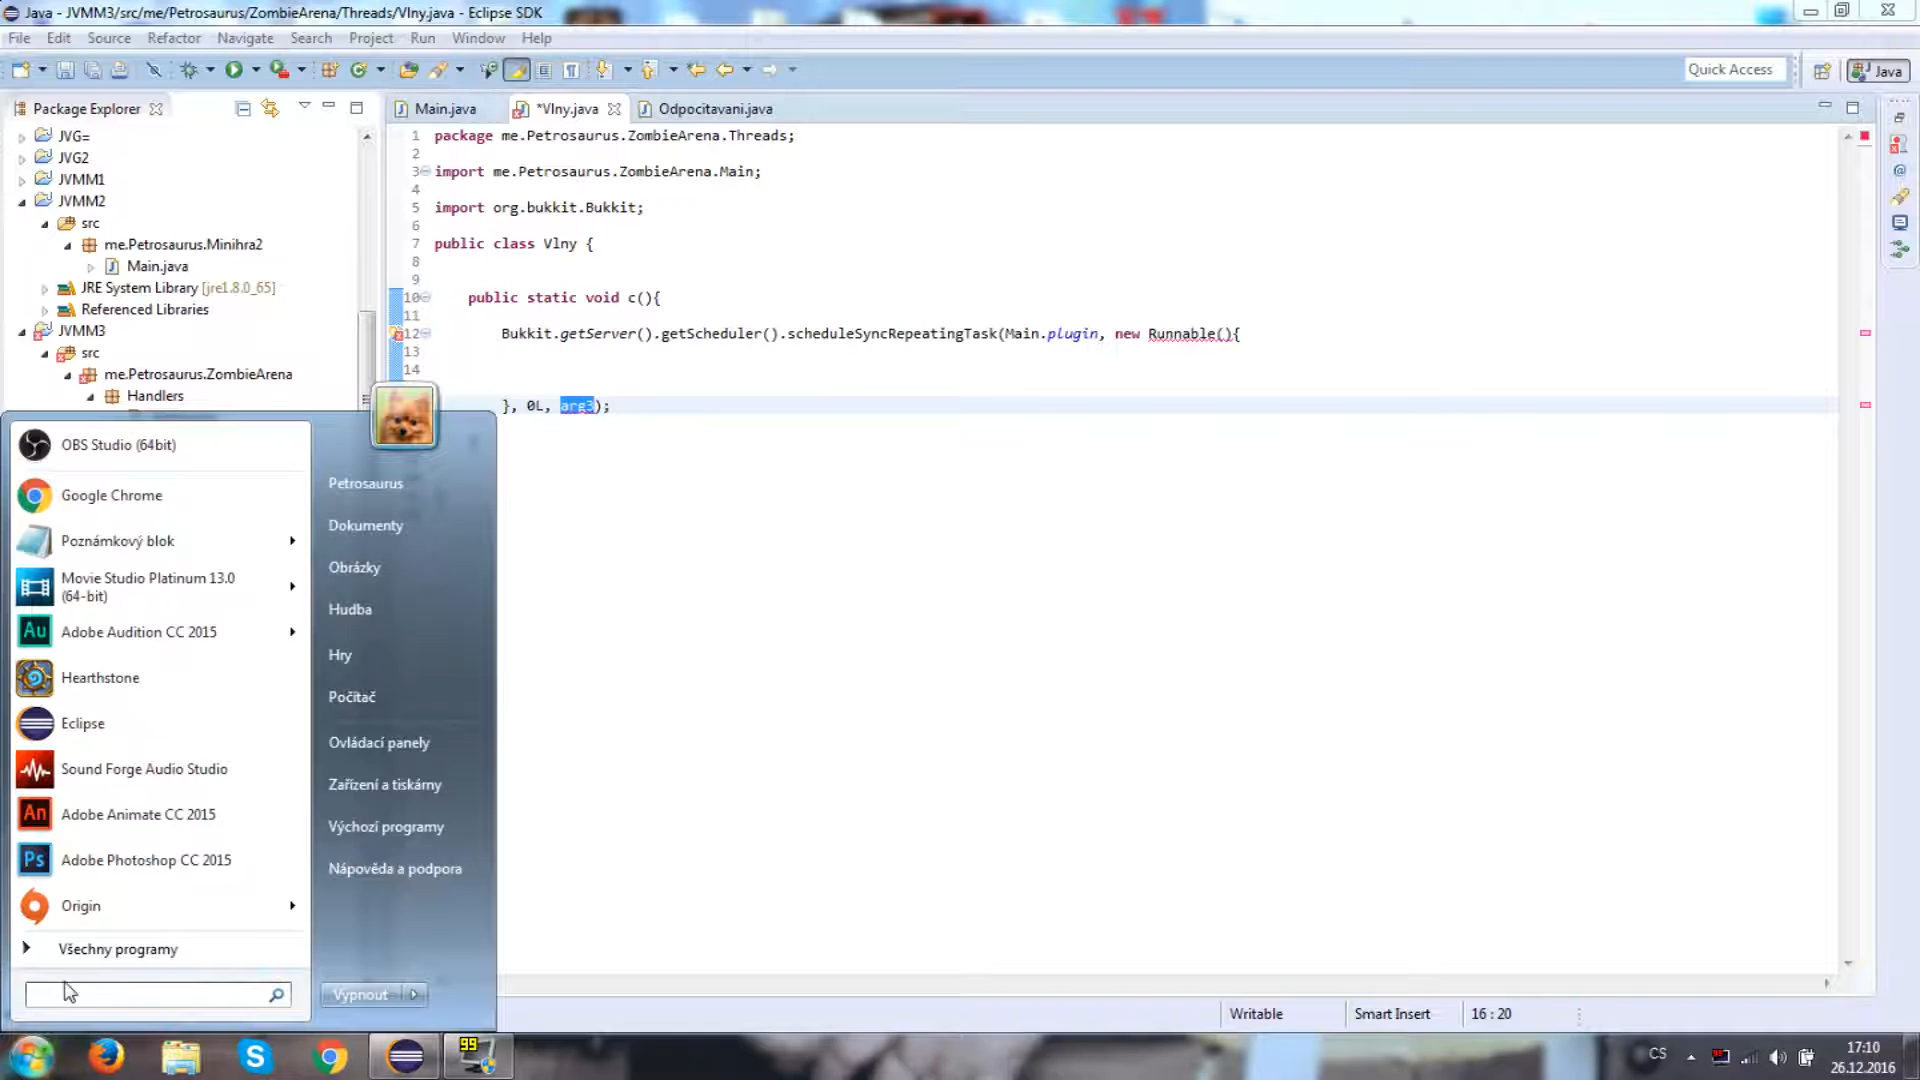 Java - JVMM3/src/me/Petrosaurus/ZombieArena/Threads/Vlny.java - Eclipse SDK
File Edit Source Refactor Navigate Search Project Run Window Help
Quick Access
Java
Package Explorer
Main.java
*Vlny.java
Odpocitavani.java
JVG=
JVG2
JVMM1
JVMM2
src
me.Petrosaurus.Minihra2
Main.java
JRE System Library [jre1.8.0_65]
Referenced Libraries
JVMM3
src
me.Petrosaurus.ZombieArena
Handlers
1 package me.Petrosaurus.ZombieArena.Threads;
2
3 import me.Petrosaurus.ZombieArena.Main;
4
5 import org.bukkit.Bukkit;
6
7 public class Vlny {
8
9
10 public static void c(){
11
12 Bukkit.getServer().getScheduler().scheduleSyncRepeatingTask(Main.plugin, new Runnable(){
13
14
}, 0L, arg3);
OBS Studio (64bit)
Google Chrome
Poznámkový blok
Movie Studio Platinum 13.0
(64-bit)
Adobe Audition CC 2015
Hearthstone
Eclipse
Sound Forge Audio Studio
Adobe Animate CC 2015
Adobe Photoshop CC 2015
Origin
Všechny programy
Petrosaurus
Dokumenty
Obrázky
Hudba
Hry
Počítač
Ovládací panely
Zařízení a tiskárny
Výchozí programy
Nápověda a podpora
Vypnout
Writable
Smart Insert
16 : 20
99
CS
17:10
26.12.2016